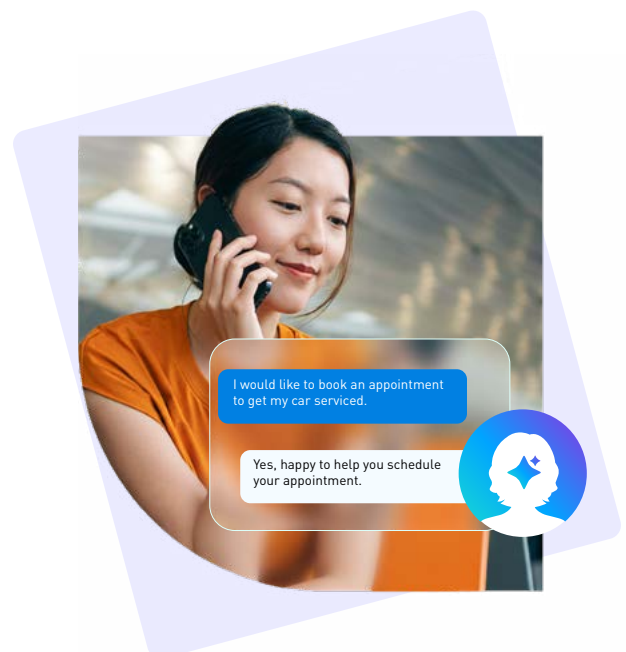 I would like to book an appointment
to get my car serviced.
Yes, happy to help you schedule
your appointment.